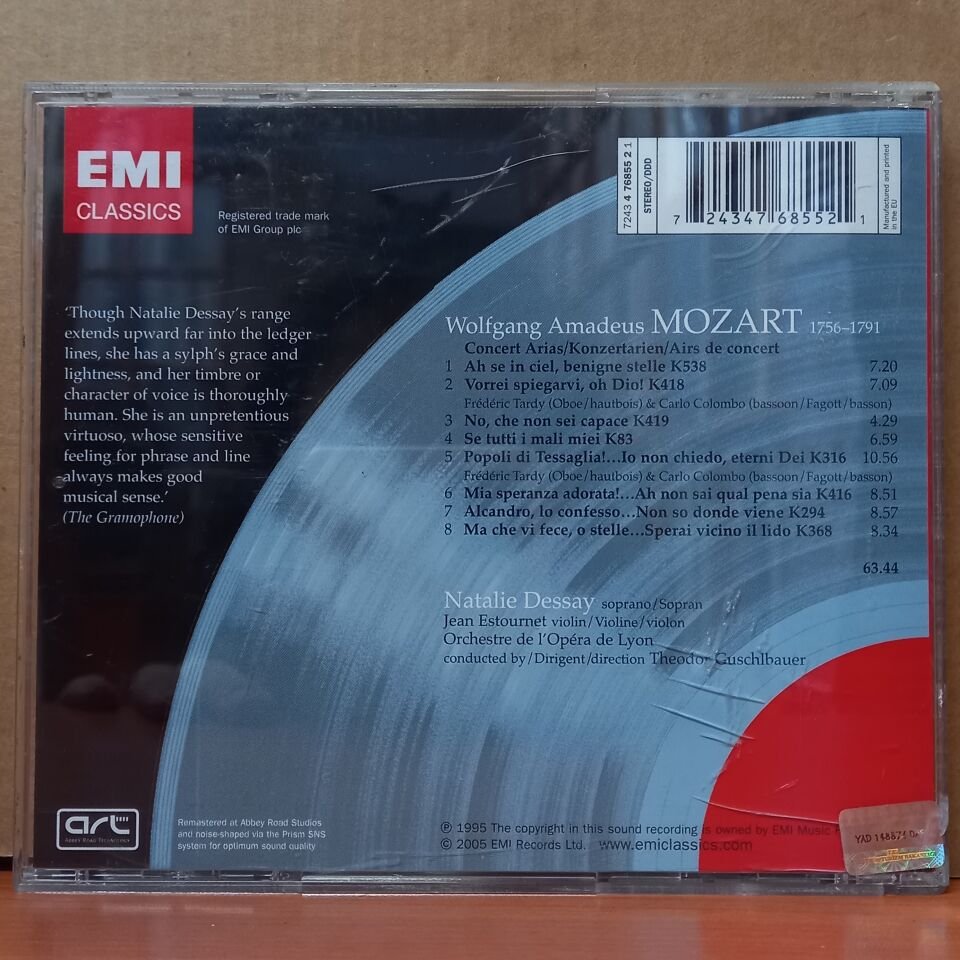 EMI
CLASSICS
Registered trade mark
of EMI Group plc
7243 4 76855 2 1
STEREO/DDD
7 24347 68552 1
Manufactured and printed
in the EU
'Though Natalie Dessay's range
extends upward far into the ledger
lines, she has a sylph's grace and
lightness, and her timbre or
character of voice is thoroughly
human. She is an unpretentious
virtuoso, whose sensitive
feeling for phrase and line
always makes good
musical sense.'
(The Gramophone)
Wolfgang Amadeus MOZART 1756–1791
Concert Arias/Konzertarien/Airs de concert
1 Ah se in ciel, benigne stelle K538 7.20
2 Vorrei spiegarvi, oh Dio! K418 7.09
Frédéric Tardy (Oboe/hautbois) & Carlo Colombo (bassoon/Fagott/basson)
3 No, che non sei capace K419 4.29
4 Se tutti i mali miei K83 6.59
5 Popoli di Tessaglia!...Io non chiedo, eterni Dei K316 10.56
Frédéric Tardy (Oboe/hautbois) & Carlo Colombo (bassoon/Fagott/basson)
6 Mia speranza adorata!...Ah non sai qual pena sia K416 8.51
7 Alcandro, lo confesso...Non so donde viene K294 8.57
8 Ma che vi fece, o stelle...Sperai vicino il lido K368 8.34
63.44
Natalie Dessay soprano/Sopran
Jean Estournet violin/Violine/violon
Orchestre de l'Opéra de Lyon
conducted by/Dirigent/direction Theodor Guschlbauer
art
ABBEY ROAD TECHNOLOGY
Remastered at Abbey Road Studios
and noise-shaped via the Prism SNS
system for optimum sound quality
℗ 1995 The copyright in this sound recording is owned by EMI Music
© 2005 EMI Records Ltd. www.emiclassics.com
YAD 148874